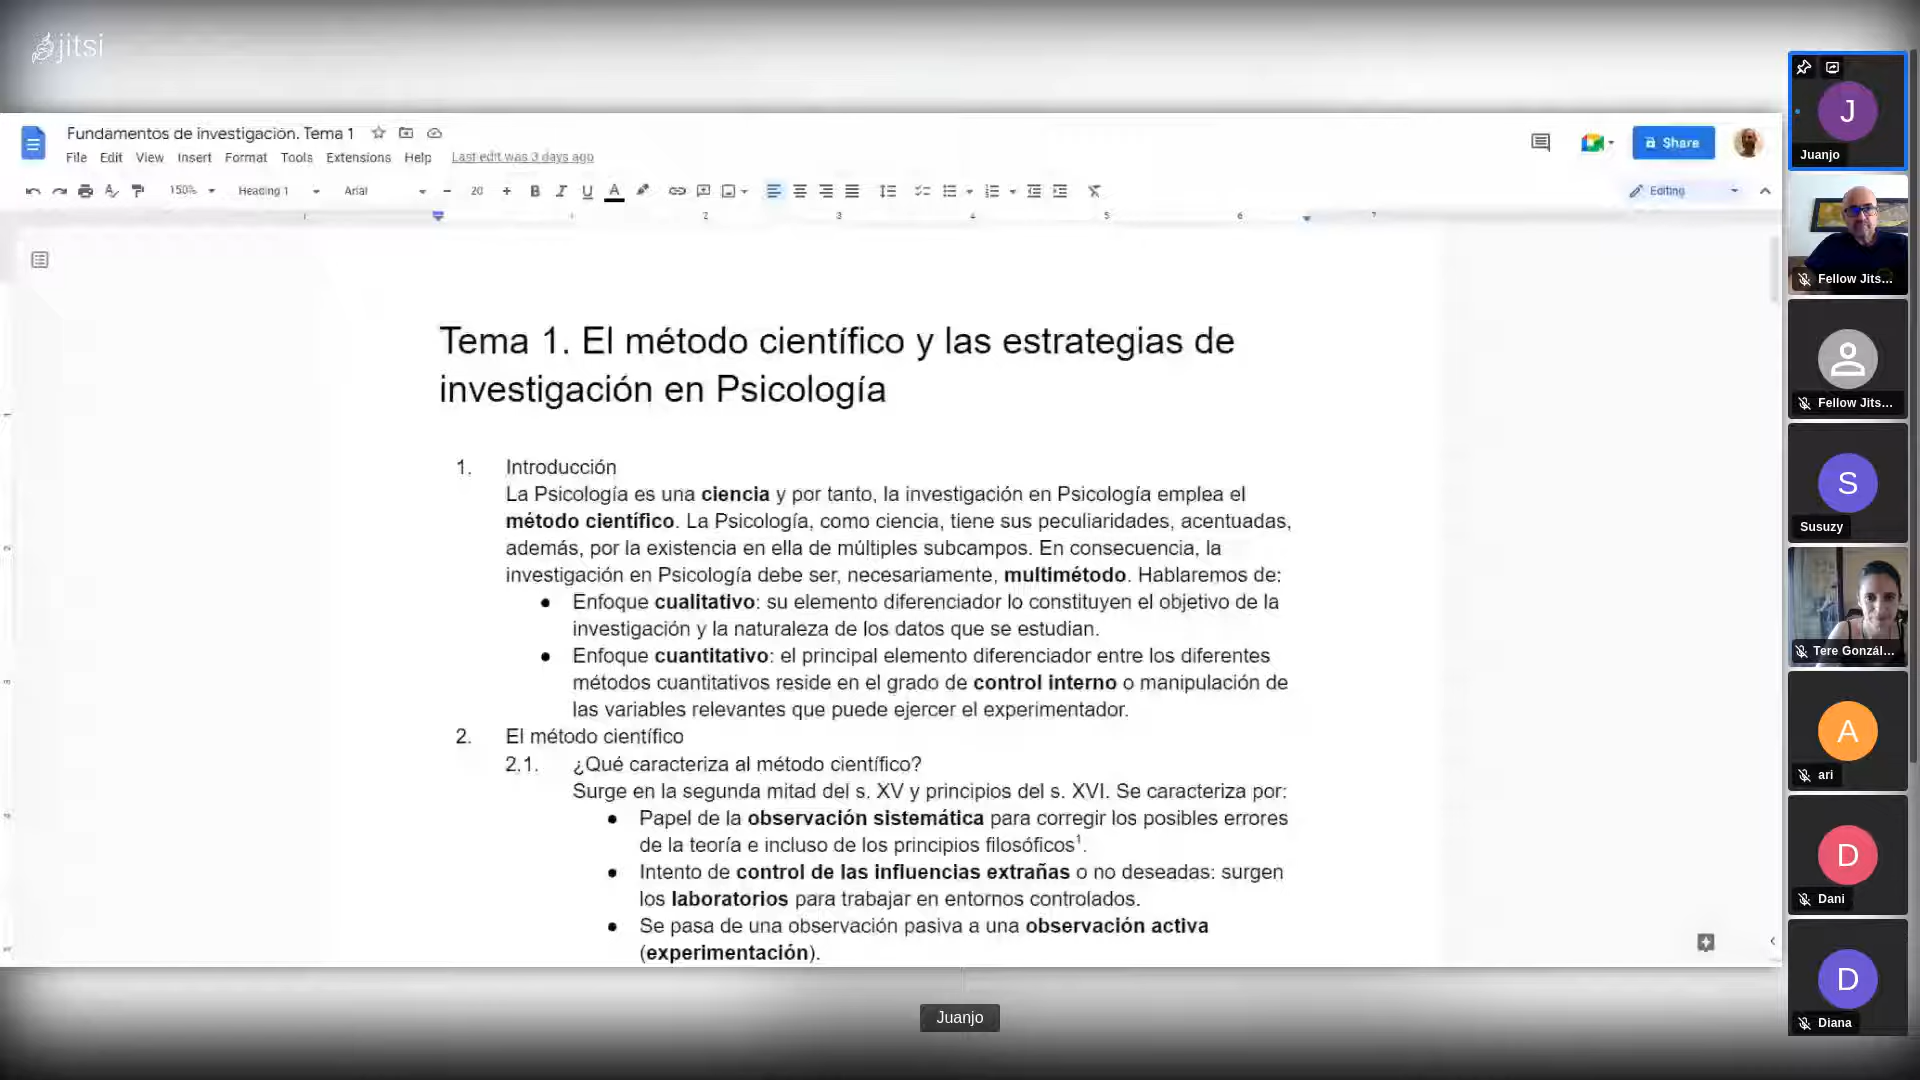 jitsi
Fundamentos de investigación. Tema 1
File Edit View Insert Format Tools Extensions Help Last edit was 3 days ago
Share
150% Heading 1 Arial 20 B I U A Editing
1 1 2 3 4 5 6 7
Tema 1. El método científico y las estrategias de
investigación en Psicología
1. Introducción
La Psicología es una ciencia y por tanto, la investigación en Psicología emplea el
método científico. La Psicología, como ciencia, tiene sus peculiaridades, acentuadas,
además, por la existencia en ella de múltiples subcampos. En consecuencia, la
investigación en Psicología debe ser, necesariamente, multimétodo. Hablaremos de:
● Enfoque cualitativo: su elemento diferenciador lo constituyen el objetivo de la
investigación y la naturaleza de los datos que se estudian.
● Enfoque cuantitativo: el principal elemento diferenciador entre los diferentes
métodos cuantitativos reside en el grado de control interno o manipulación de
las variables relevantes que puede ejercer el experimentador.
2. El método científico
2.1. ¿Qué caracteriza al método científico?
Surge en la segunda mitad del s. XV y principios del s. XVI. Se caracteriza por:
● Papel de la observación sistemática para corregir los posibles errores
de la teoría e incluso de los principios filosóficos¹.
● Intento de control de las influencias extrañas o no deseadas: surgen
los laboratorios para trabajar en entornos controlados.
● Se pasa de una observación pasiva a una observación activa
(experimentación).
Juanjo
J
Juanjo
Fellow Jits...
Fellow Jits...
S
Susuzy
Tere Gonzál...
A
ari
D
Dani
D
Diana